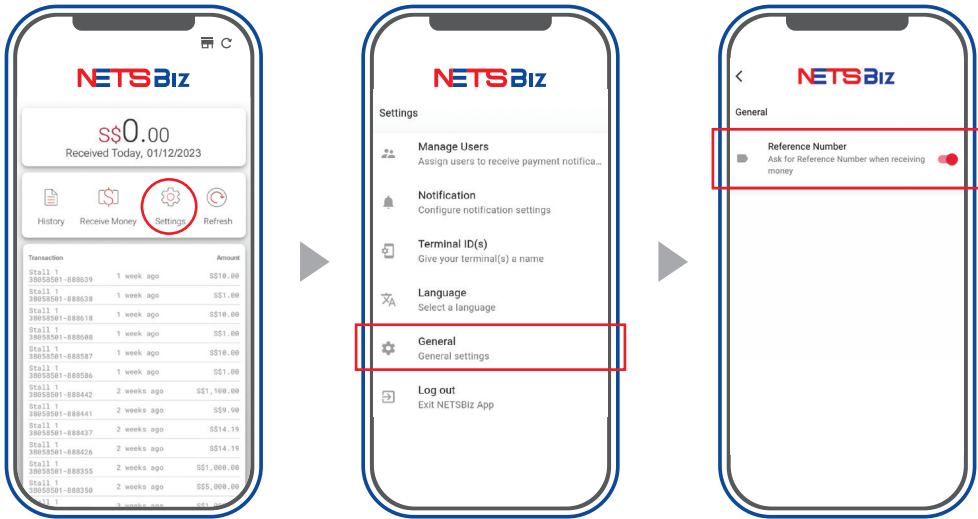 NETSBiz
S$0.00
Received Today, 01/12/2023
History Receive Money Settings Refresh
Transaction Amount
Stall 1
38058501-888639 1 week ago S$10.00
Stall 1
38058501-888638 1 week ago S$1.00
Stall 1
38058501-888618 1 week ago S$10.00
Stall 1
38058501-888608 1 week ago S$1.00
Stall 1
38058501-888587 1 week ago S$10.00
Stall 1
38058501-888586 1 week ago S$1.00
Stall 1
38058501-888442 2 weeks ago S$1,100.00
Stall 1
38058501-888441 2 weeks ago S$9.90
Stall 1
38058501-888437 2 weeks ago S$14.19
Stall 1
38058501-888426 2 weeks ago S$14.19
Stall 1
38058501-888355 2 weeks ago S$1,000.00
Stall 1
38058501-888350 2 weeks ago S$5,000.00
NETSBiz
Settings
Manage Users
Assign users to receive payment notifica...
Notification
Configure notification settings
Terminal ID(s)
Give your terminal(s) a name
Language
Select a language
General
General settings
Log out
Exit NETSBiz App
NETSBiz
General
Reference Number
Ask for Reference Number when receiving
money